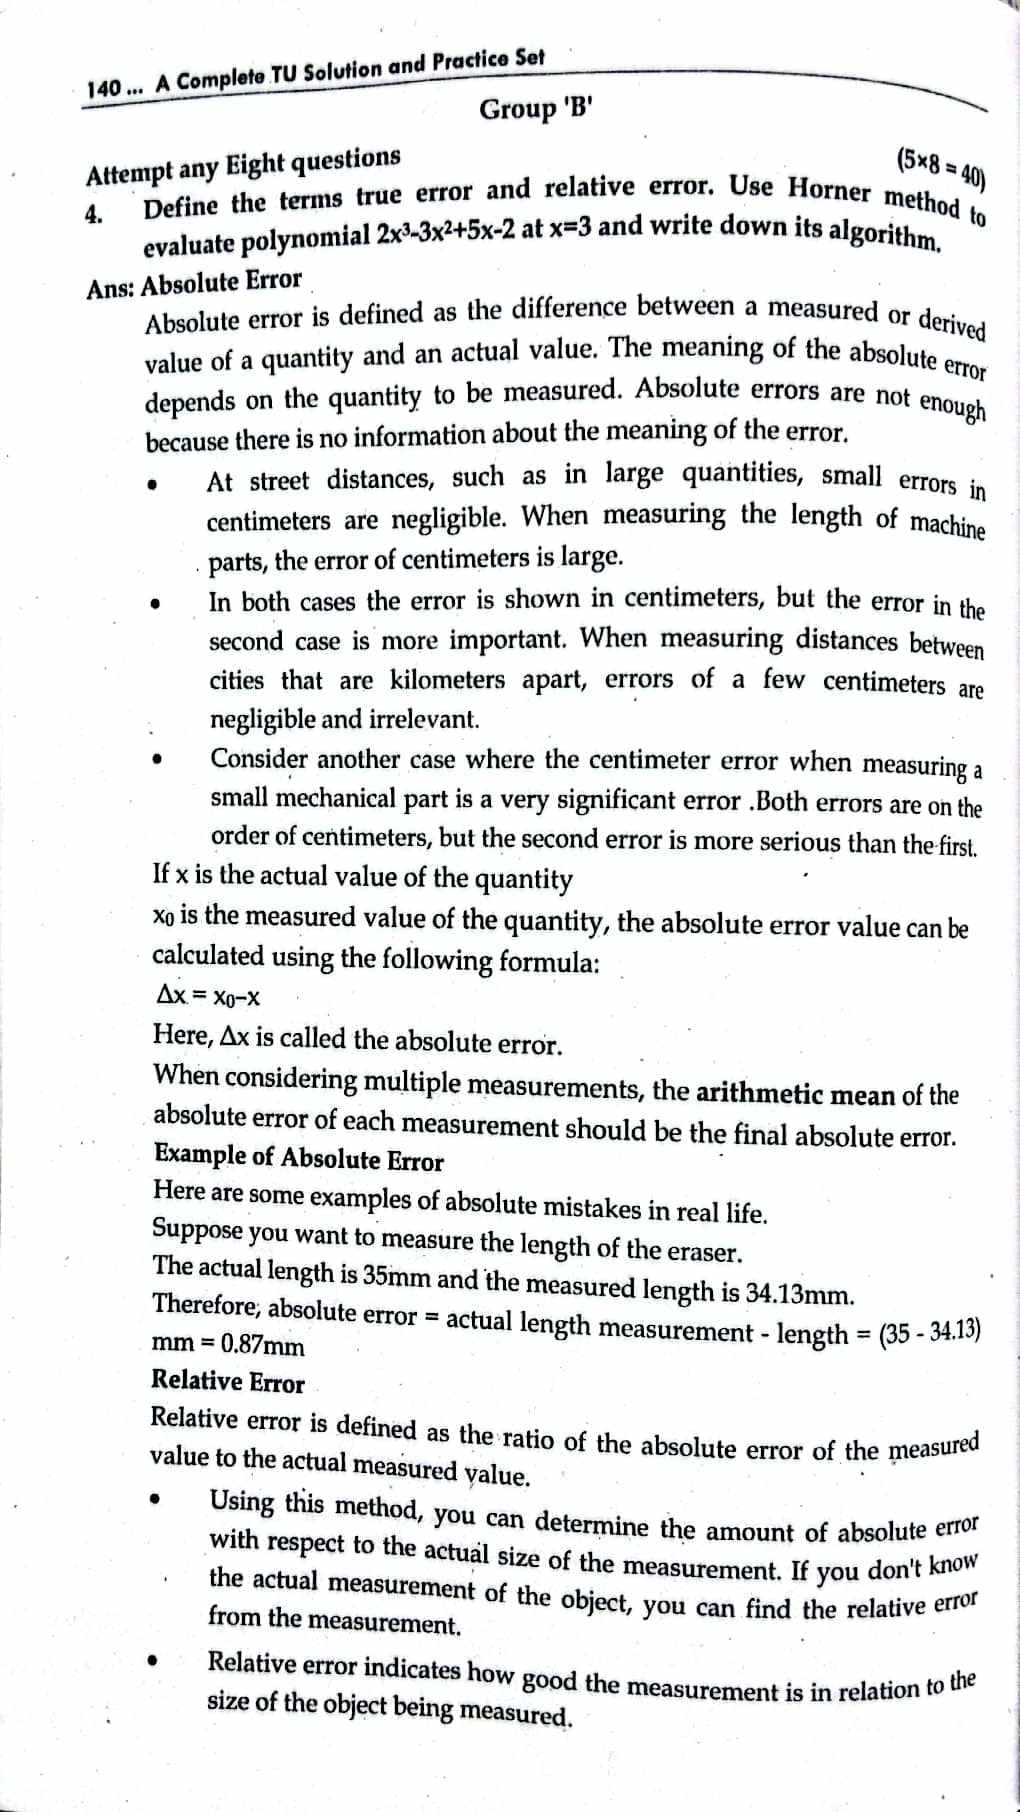 140 ... A Complete TU Solution and Practice Set
Group 'B'
Attempt any Eight questions (5×8 = 40)
4. Define the terms true error and relative error. Use Horner method to
evaluate polynomial 2x³-3x²+5x-2 at x=3 and write down its algorithm.
Ans: Absolute Error
Absolute error is defined as the difference between a measured or derived
value of a quantity and an actual value. The meaning of the absolute error
depends on the quantity to be measured. Absolute errors are not enough
because there is no information about the meaning of the error.
• At street distances, such as in large quantities, small errors in
centimeters are negligible. When measuring the length of machine
parts, the error of centimeters is large.
• In both cases the error is shown in centimeters, but the error in the
second case is more important. When measuring distances between
cities that are kilometers apart, errors of a few centimeters are
negligible and irrelevant.
• Consider another case where the centimeter error when measuring a
small mechanical part is a very significant error .Both errors are on the
order of centimeters, but the second error is more serious than the first.
If x is the actual value of the quantity
x₀ is the measured value of the quantity, the absolute error value can be
calculated using the following formula:
Δx = x₀–x
Here, Δx is called the absolute error.
When considering multiple measurements, the arithmetic mean of the
absolute error of each measurement should be the final absolute error.
Example of Absolute Error
Here are some examples of absolute mistakes in real life.
Suppose you want to measure the length of the eraser.
The actual length is 35mm and the measured length is 34.13mm.
Therefore, absolute error = actual length measurement - length = (35 - 34.13)
mm = 0.87mm
Relative Error
Relative error is defined as the ratio of the absolute error of the measured
value to the actual measured value.
• Using this method, you can determine the amount of absolute error
with respect to the actual size of the measurement. If you don't know
the actual measurement of the object, you can find the relative error
from the measurement.
• Relative error indicates how good the measurement is in relation to the
size of the object being measured.